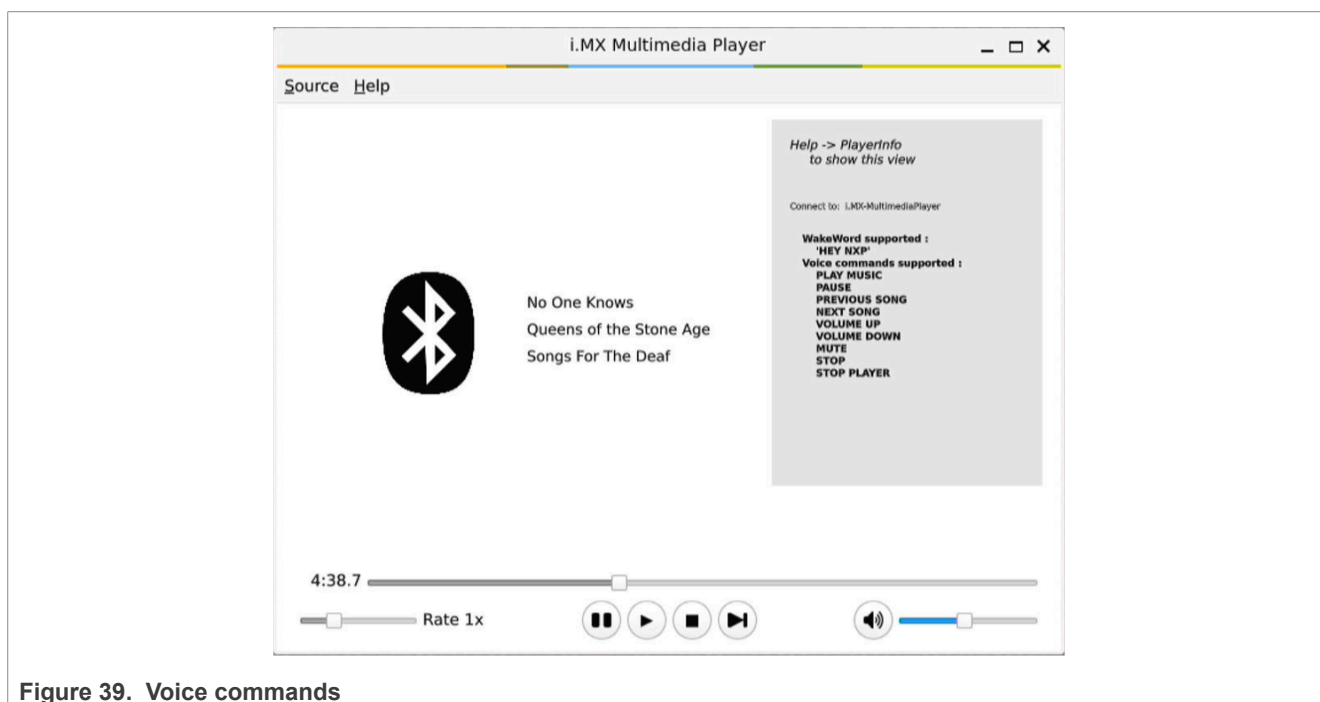 i.MX Multimedia Player
Source Help
Help -> PlayerInfo
to show this view
Connect to: i.MX-MultimediaPlayer
WakeWord supported :
'HEY NXP'
Voice commands supported :
PLAY MUSIC
PAUSE
PREVIOUS SONG
NEXT SONG
VOLUME UP
VOLUME DOWN
MUTE
STOP
STOP PLAYER
No One Knows
Queens of the Stone Age
Songs For The Deaf
4:38.7
Rate 1x
Figure 39. Voice commands